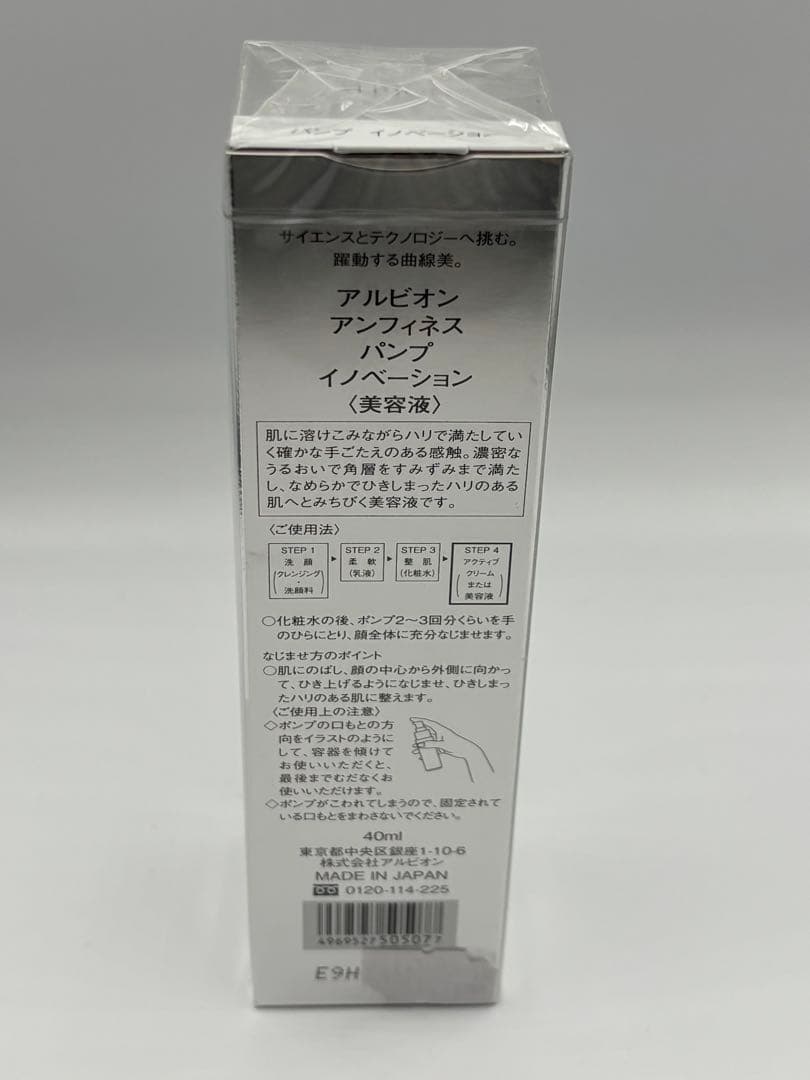 パンプ イノベーション
サイエンスとテクノロジーへ挑む。
躍動する曲線美。
アルビオン
アンフィネス
パンプ
イノベーション
〈美容液〉
肌に溶けこみながらハリで満たしてい
く確かな手ごたえのある感触。濃密な
うるおいで角層をすみずみまで満た
し、なめらかでひきしまったハリのある
肌へとみちびく美容液です。
〈ご使用法〉
STEP 1 STEP 2 STEP 3 STEP 4
洗顔 柔軟 整肌 アクティブ
(クレンジング・洗顔料) (乳液) (化粧水) クリーム
(または
美容液)
○化粧水の後、ポンプ2〜3回分くらいを手
のひらにとり、顔全体に充分なじませます。
なじませ方のポイント
○肌にのばし、顔の中心から外側に向かっ
て、ひき上げるようになじませ、ひきしまっ
たハリのある肌に整えます。
〈ご使用上の注意〉
◇ポンプの口もとの方
向をイラストのように
して、容器を傾けて
お使いいただくと、
最後までむだなくお
使いいただけます。
◇ポンプがこわれてしまうので、固定されて
いる口もとをまわさないでください。
40ml
東京都中央区銀座1-10-6
株式会社アルビオン
MADE IN JAPAN
0120-114-225
4969527505077
E9H